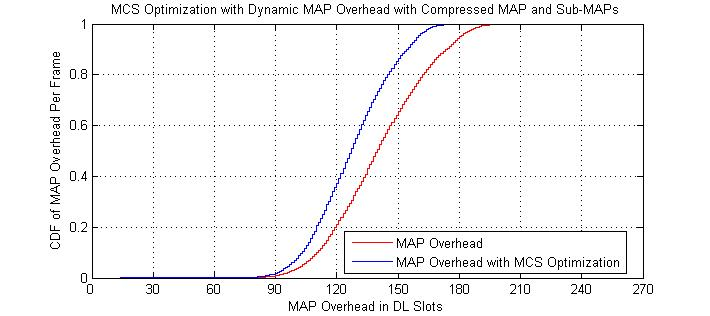 MCS Optimization with Dynamic MAP Overhead with Compressed MAP and Sub-MAPs
CDF of MAP Overhead Per Frame
1
0.8
0.6
0.4
0.2
0
MAP Overhead
MAP Overhead with MCS Optimization
0 30 60 90 120 150 180 210 240 270
MAP Overhead in DL Slots